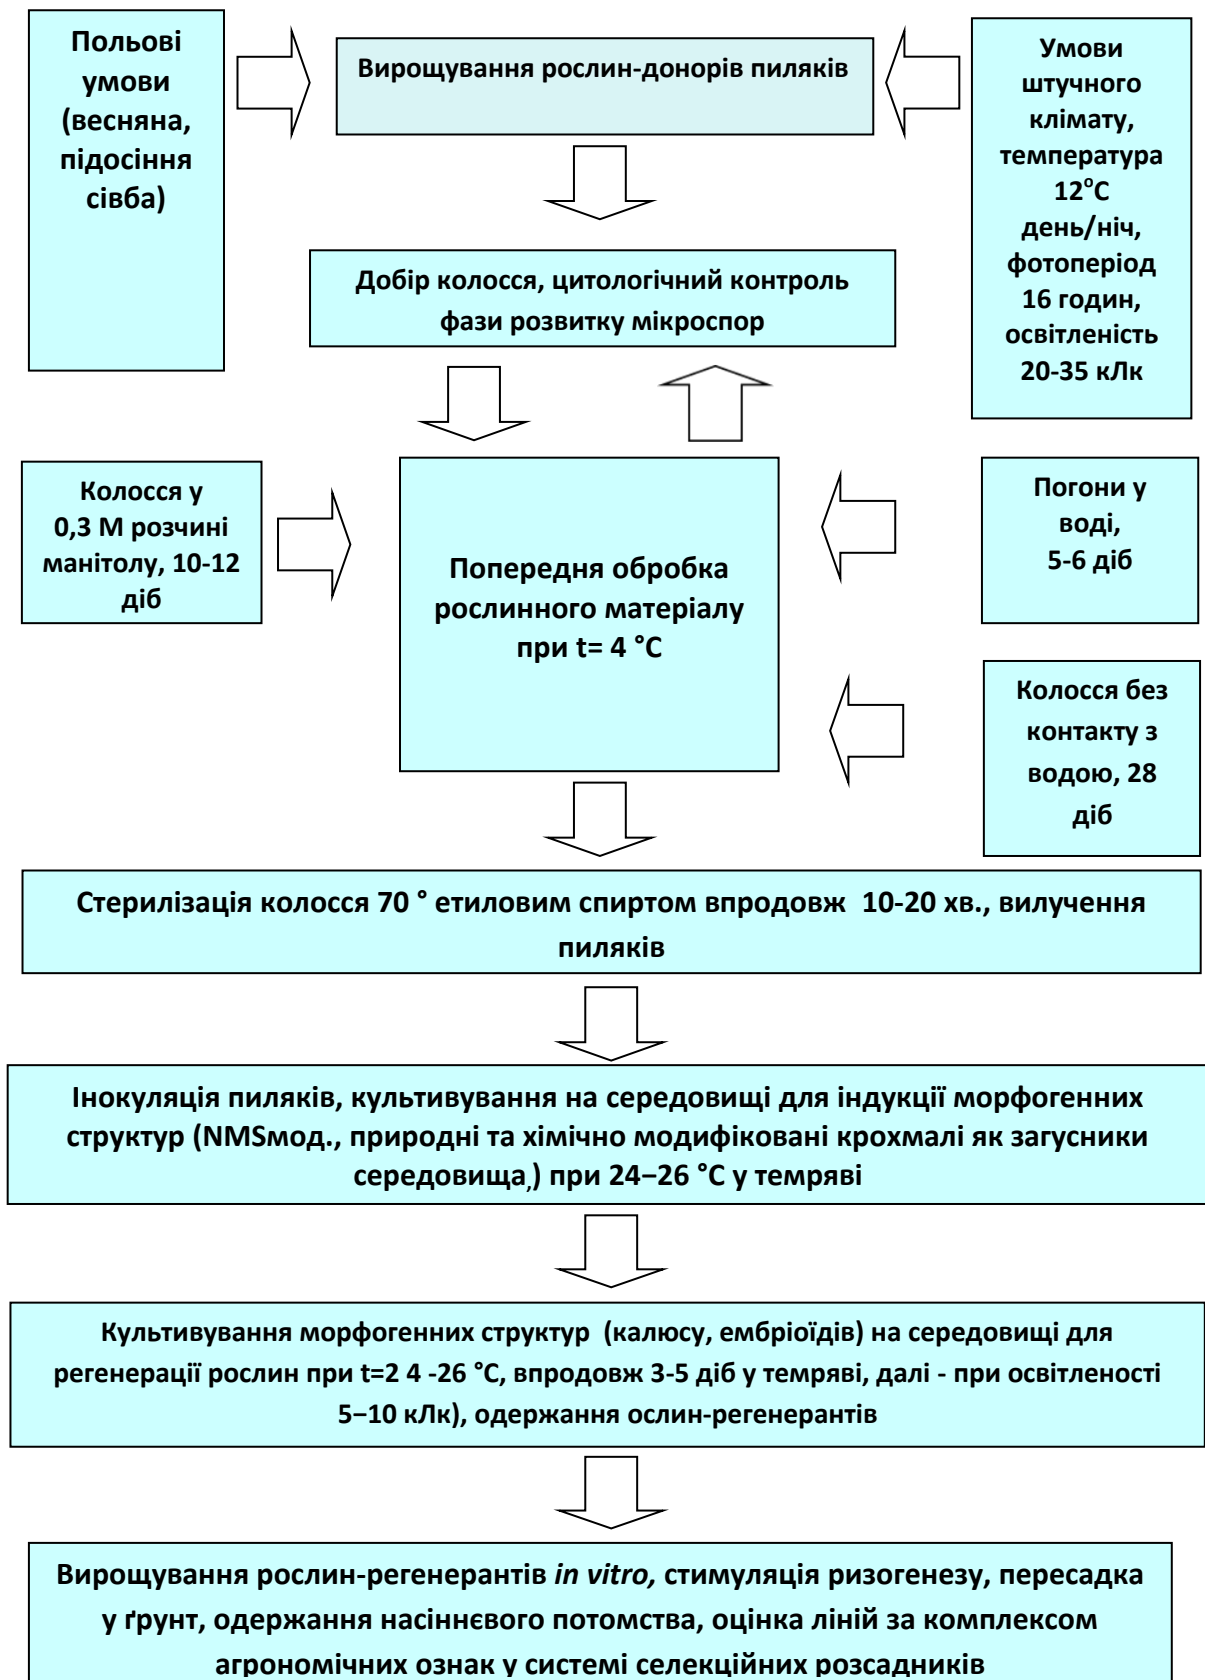 Польові
умови
(весняна,
підосіння
сівба)
Вирощування рослин-донорів пиляків
Умови
штучного
клімату,
температура
12°С
день/ніч,
фотоперіод
16 годин,
освітленість
20-35 кЛк
Добір колосся, цитологічний контроль
фази розвитку мікроспор
Колосся у
0,3 М розчині
манітолу, 10-12
діб
Попередня обробка
рослинного матеріалу
при t= 4 °С
Погони у
воді,
5-6 діб
Колосся без
контакту з
водою, 28
діб
Стерилізація колосся 70 ° етиловим спиртом впродовж 10-20 хв., вилучення
пиляків
Інокуляція пиляків, культивування на середовищі для індукції морфогенних
структур (NMSмод., природні та хімічно модифіковані крохмалі як загусники
середовища,) при 24–26 °С у темряві
Культивування морфогенних структур (калюсу, ембріоїдів) на середовищі для
регенерації рослин при t=2 4 -26 °С, впродовж 3-5 діб у темряві, далі - при освітленості
5–10 кЛк), одержання ослин-регенерантів
Вирощування рослин-регенерантів in vitro, стимуляція ризогенезу, пересадка
у ґрунт, одержання насіннєвого потомства, оцінка ліній за комплексом
агрономічних ознак у системі селекційних розсадників